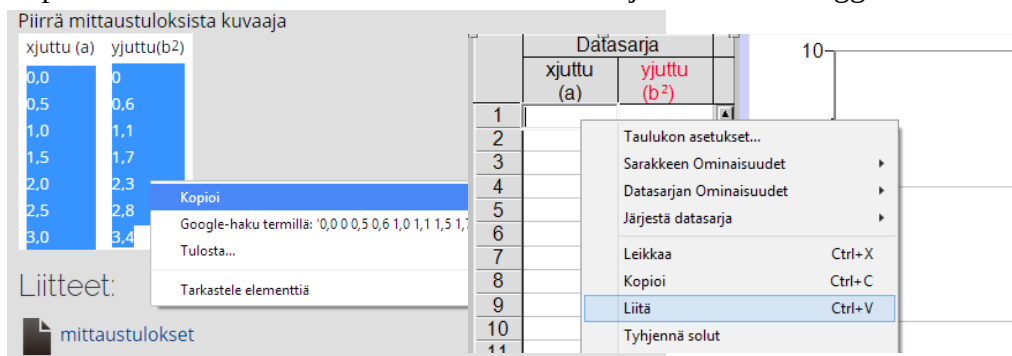 Piirrä mittaustuloksista kuvaaja
xjuttu (a) yjuttu(b²)
0,0 0
0,5 0,6
1,0 1,1
1,5 1,7
2,0 2,3
2,5 2,8
3,0 3,4
Kopioi
Google-haku termillä: '0,0 0 0,5 0,6 1,0 1,1 1,5 1,7
Tulosta...
Tarkastele elementtiä
Liitteet:
mittaustulokset
Datasarja
xjuttu yjuttu
(a) (b²)
1
2
3
4
5
6
7
8
9
10
11
Taulukon asetukset...
Sarakkeen Ominaisuudet
Datasarjan Ominaisuudet
Järjestä datasarja
Leikkaa Ctrl+X
Kopioi Ctrl+C
Liitä Ctrl+V
Tyhjennä solut
10